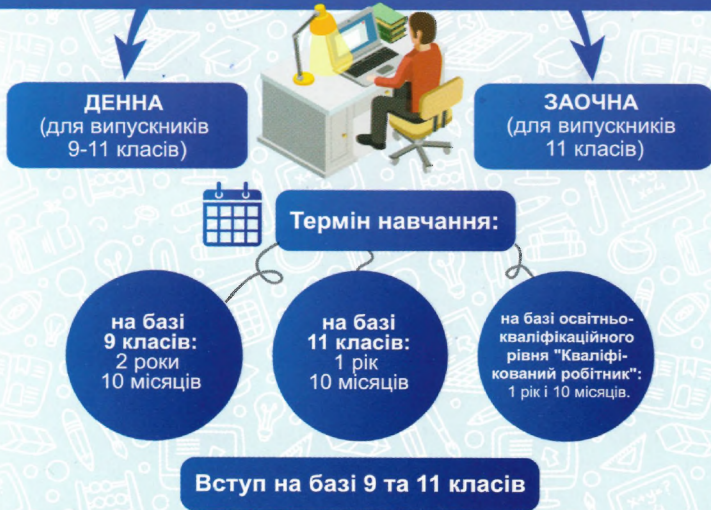 ДЕННА
(для випускників
9-11 класів)
ЗАОЧНА
(для випускників
11 класів)
Термін навчання:
на базі
9 класів:
2 роки
10 місяців
на базі
11 класів:
1 рік
10 місяців
на базі освітньо-
кваліфікаційного
рівня "Кваліфі-
кований робітник":
1 рік і 10 місяців.
Вступ на базі 9 та 11 класів